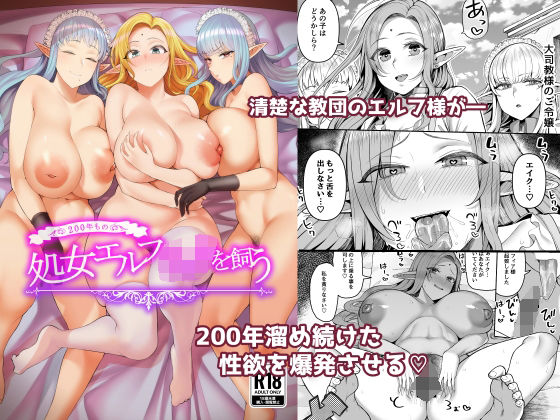 200年もの
処女エルフ
を飼う
R18
ADULT ONLY
あの子は
どうかしら？
あっ♡
大司教様のご令嬢
清楚な教団のエルフ様が―
エイク…♡
もっと舌を
出しなさい…♡
200年溜め続けた
性欲を爆発させる♡